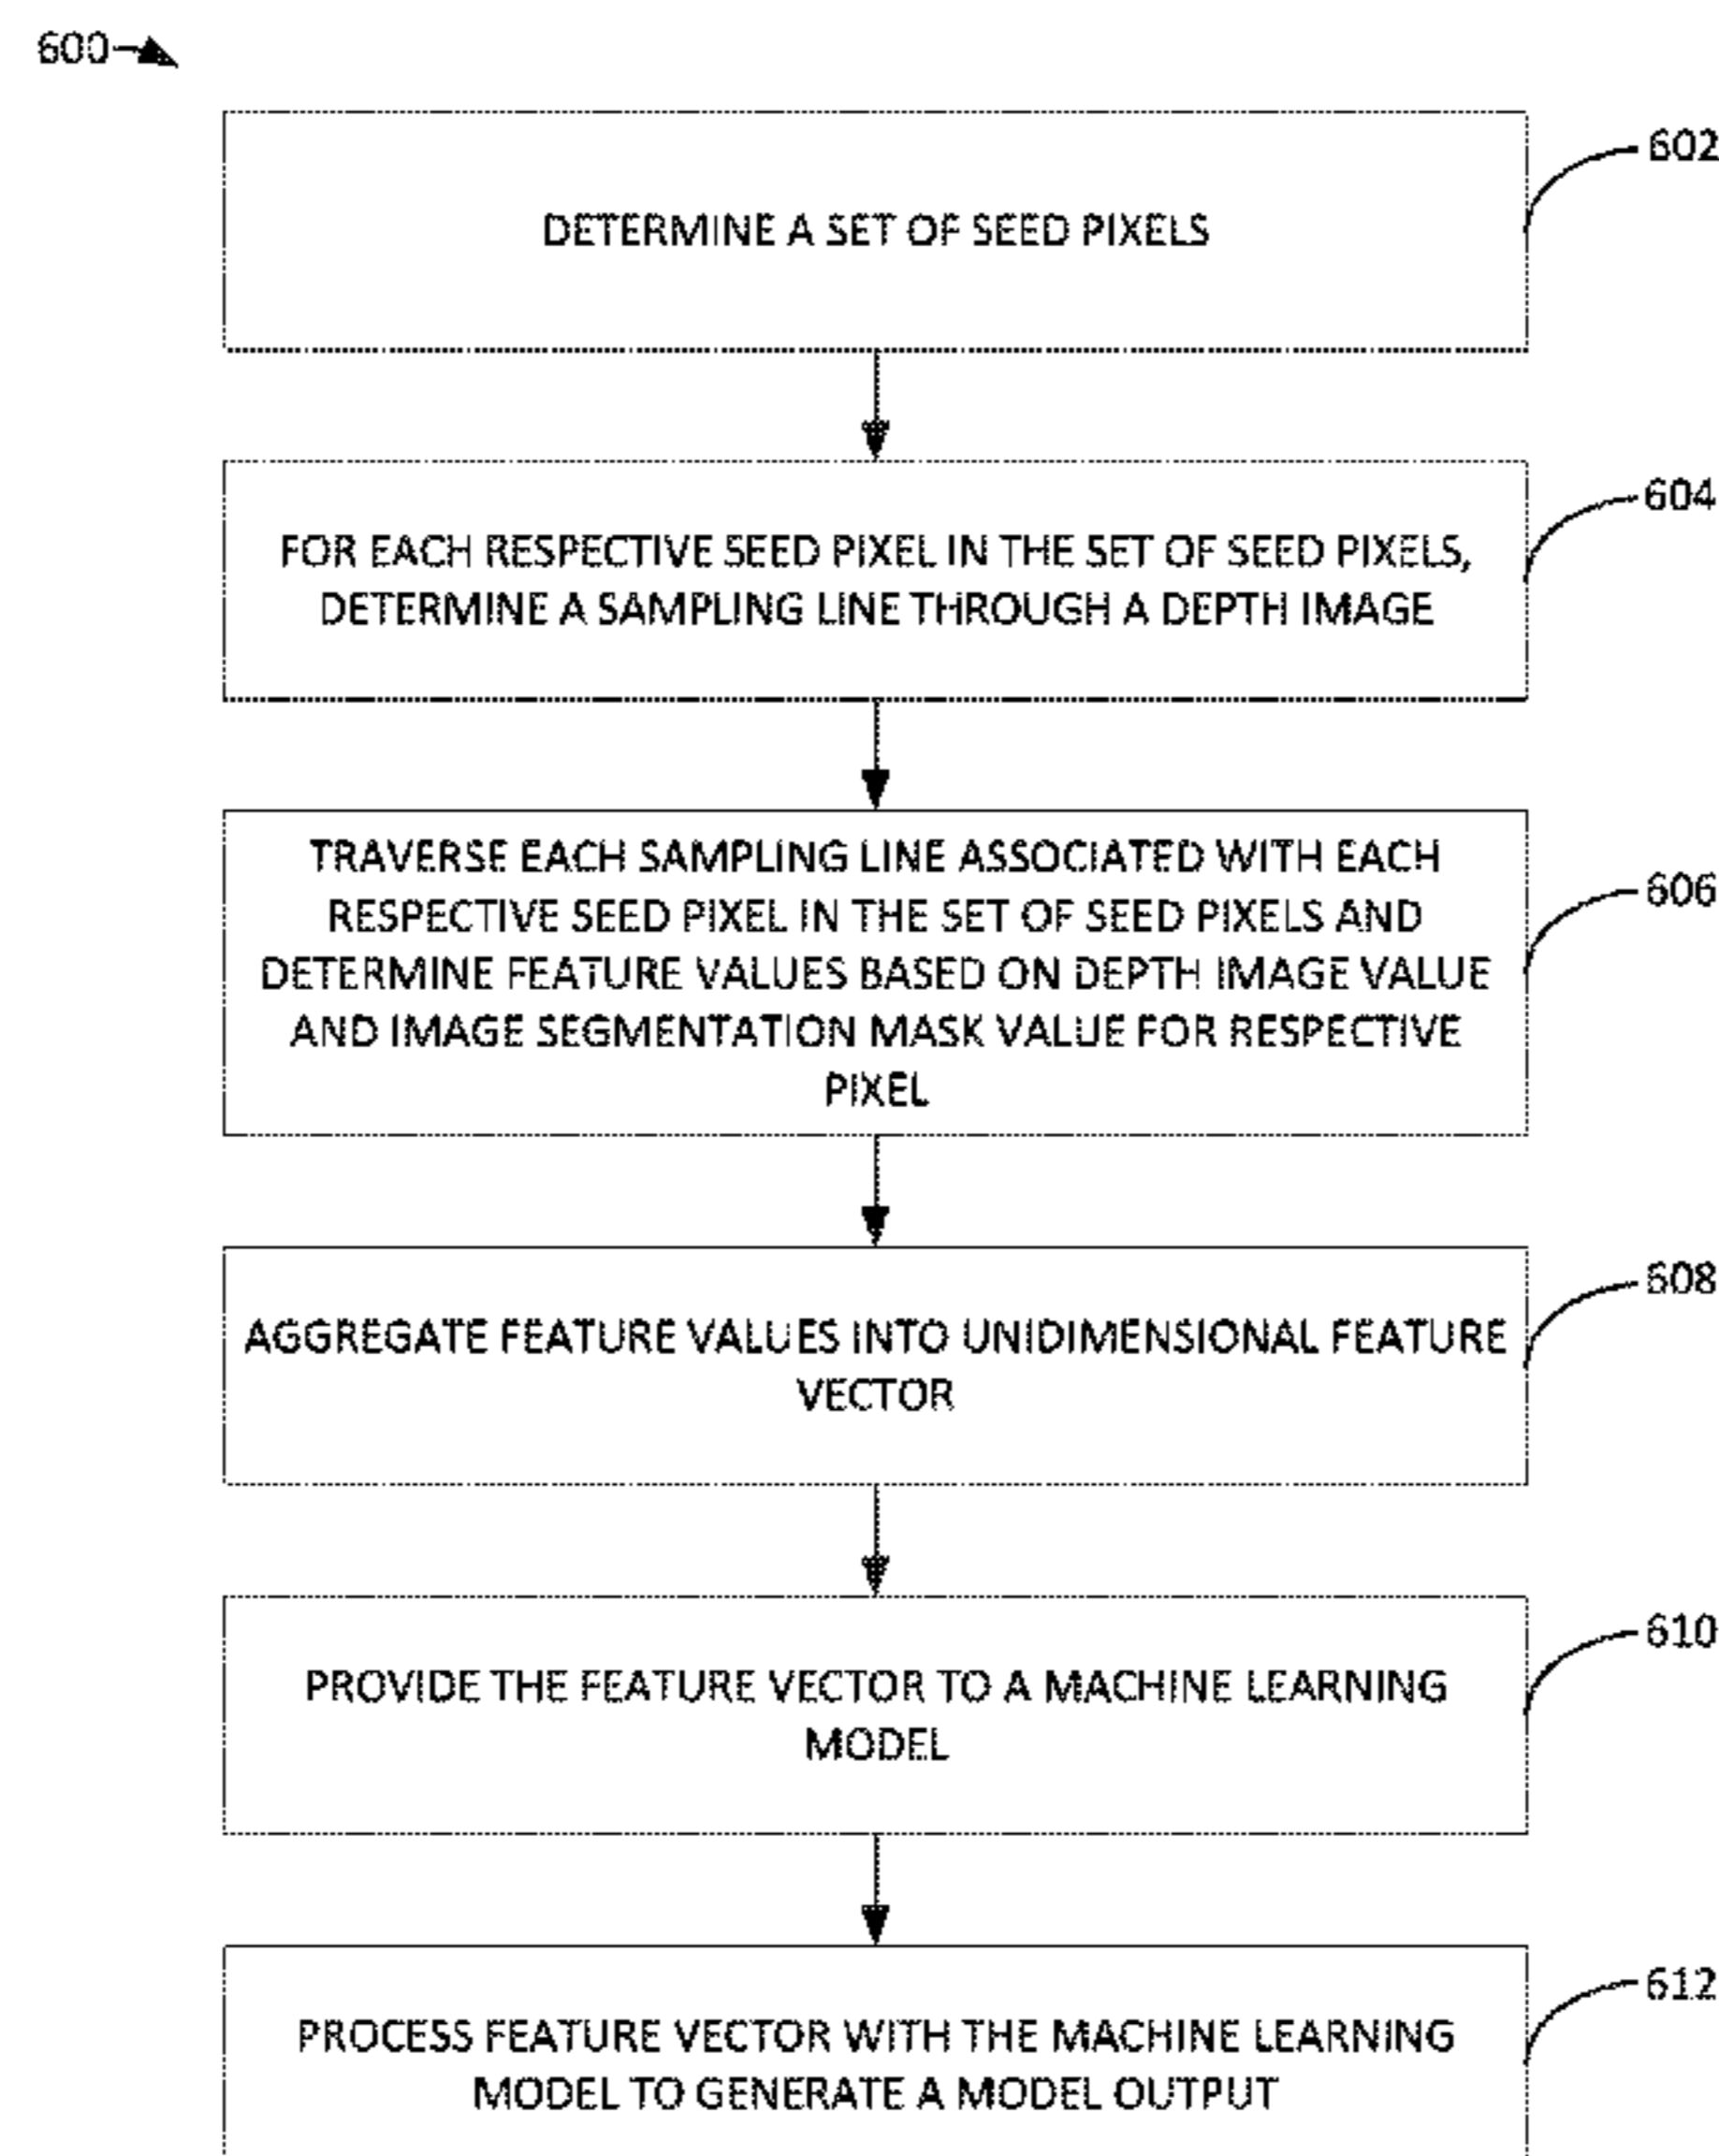 600
DETERMINE A SET OF SEED PIXELS
602
FOR EACH RESPECTIVE SEED PIXEL IN THE SET OF SEED PIXELS,
DETERMINE A SAMPLING LINE THROUGH A DEPTH IMAGE
604
TRAVERSE EACH SAMPLING LINE ASSOCIATED WITH EACH
RESPECTIVE SEED PIXEL IN THE SET OF SEED PIXELS AND
DETERMINE FEATURE VALUES BASED ON DEPTH IMAGE VALUE
AND IMAGE SEGMENTATION MASK VALUE FOR RESPECTIVE
PIXEL
606
AGGREGATE FEATURE VALUES INTO UNIDIMENSIONAL FEATURE
VECTOR
608
PROVIDE THE FEATURE VECTOR TO A MACHINE LEARNING
MODEL
610
PROCESS FEATURE VECTOR WITH THE MACHINE LEARNING
MODEL TO GENERATE A MODEL OUTPUT
612